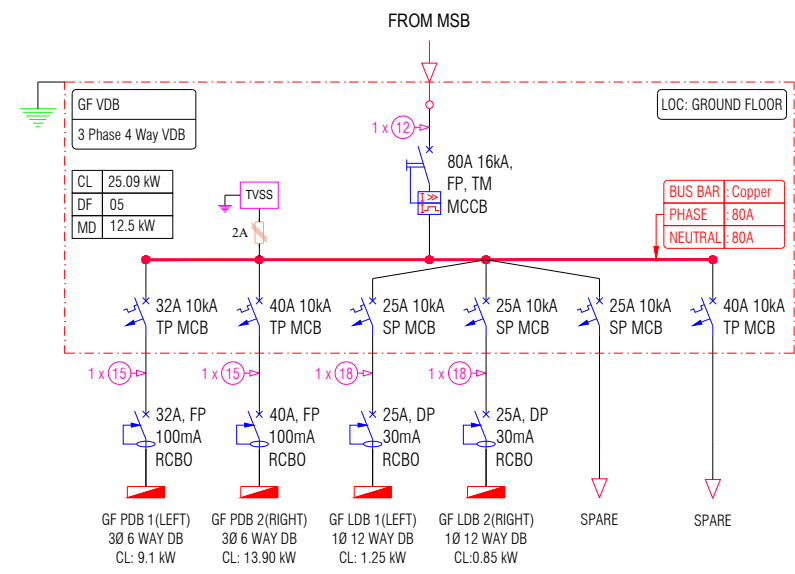 FROM MSB
GF VDB
3 Phase 4 Way VDB
LOC: GROUND FLOOR
1 x 12
80A 16kA,
FP, TM
MCCB
CL 25.09 kW
DF 05
MD 12.5 kW
TVSS
2A
BUS BAR : Copper
PHASE : 80A
NEUTRAL : 80A
32A 10kA
TP MCB
40A 10kA
TP MCB
25A 10kA
SP MCB
25A 10kA
SP MCB
25A 10kA
SP MCB
40A 10kA
TP MCB
1 x 15
1 x 15
1 x 18
1 x 18
32A, FP
100mA
RCBO
40A, FP
100mA
RCBO
25A, DP
30mA
RCBO
25A, DP
30mA
RCBO
GF PDB 1(LEFT)
3Ø 6 WAY DB
CL: 9.1 kW
GF PDB 2(RIGHT)
3Ø 6 WAY DB
CL: 13.90 kW
GF LDB 1(LEFT)
1Ø 12 WAY DB
CL: 1.25 kW
GF LDB 2(RIGHT)
1Ø 12 WAY DB
CL:0.85 kW
SPARE
SPARE